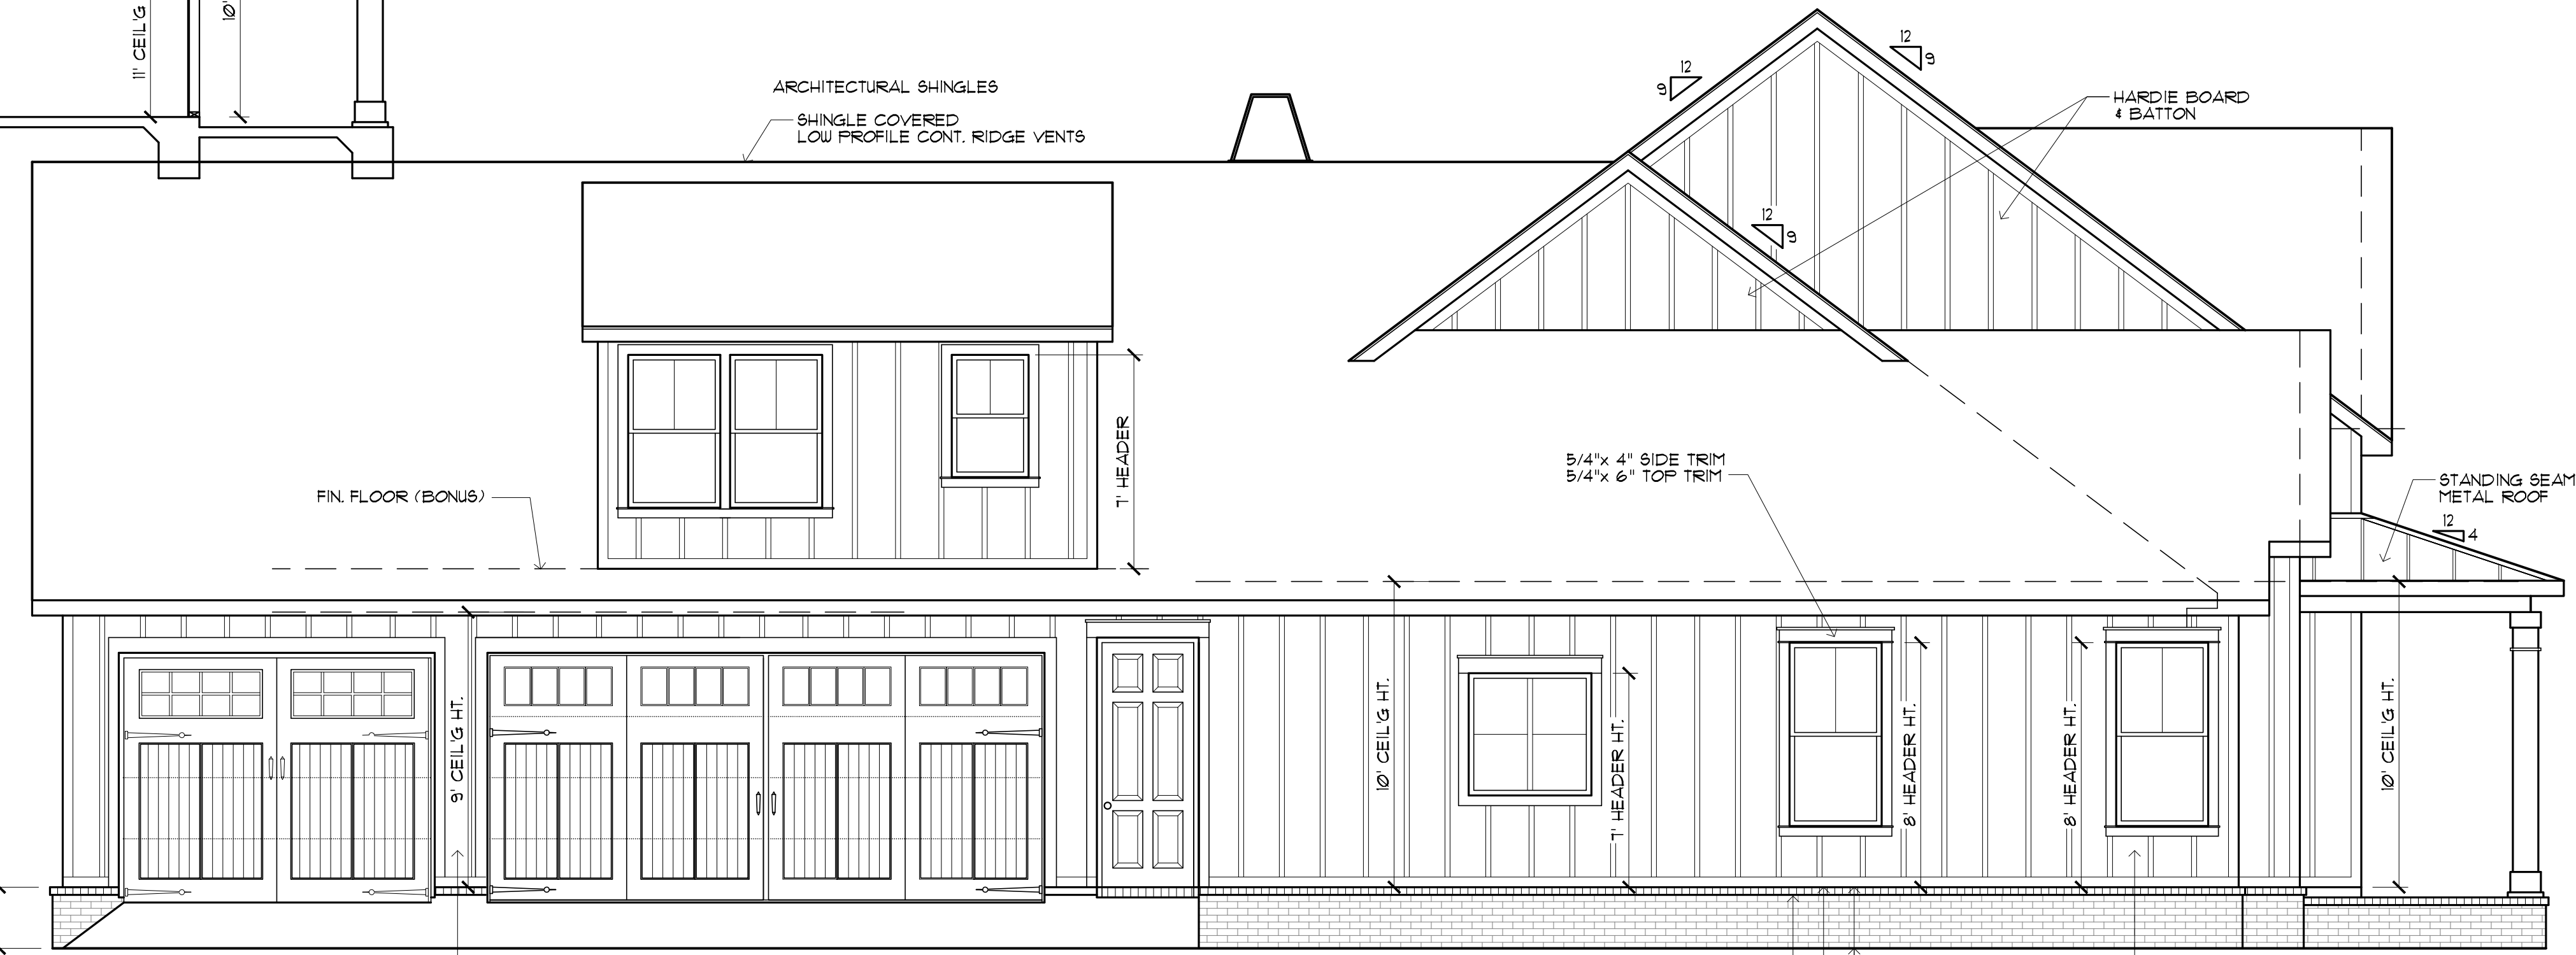 11' CEIL'G
10'
ARCHITECTURAL SHINGLES
SHINGLE COVERED
LOW PROFILE CONT. RIDGE VENTS
12
9
12
9
HARDIE BOARD
& BATTON
12
9
7' HEADER
FIN. FLOOR (BONUS)
5/4"x 4" SIDE TRIM
5/4"x 6" TOP TRIM
STANDING SEAM
METAL ROOF
12
4
9' CEIL'G HT.
10' CEIL'G HT.
7' HEADER HT.
8' HEADER HT.
8' HEADER HT.
10' CEIL'G HT.